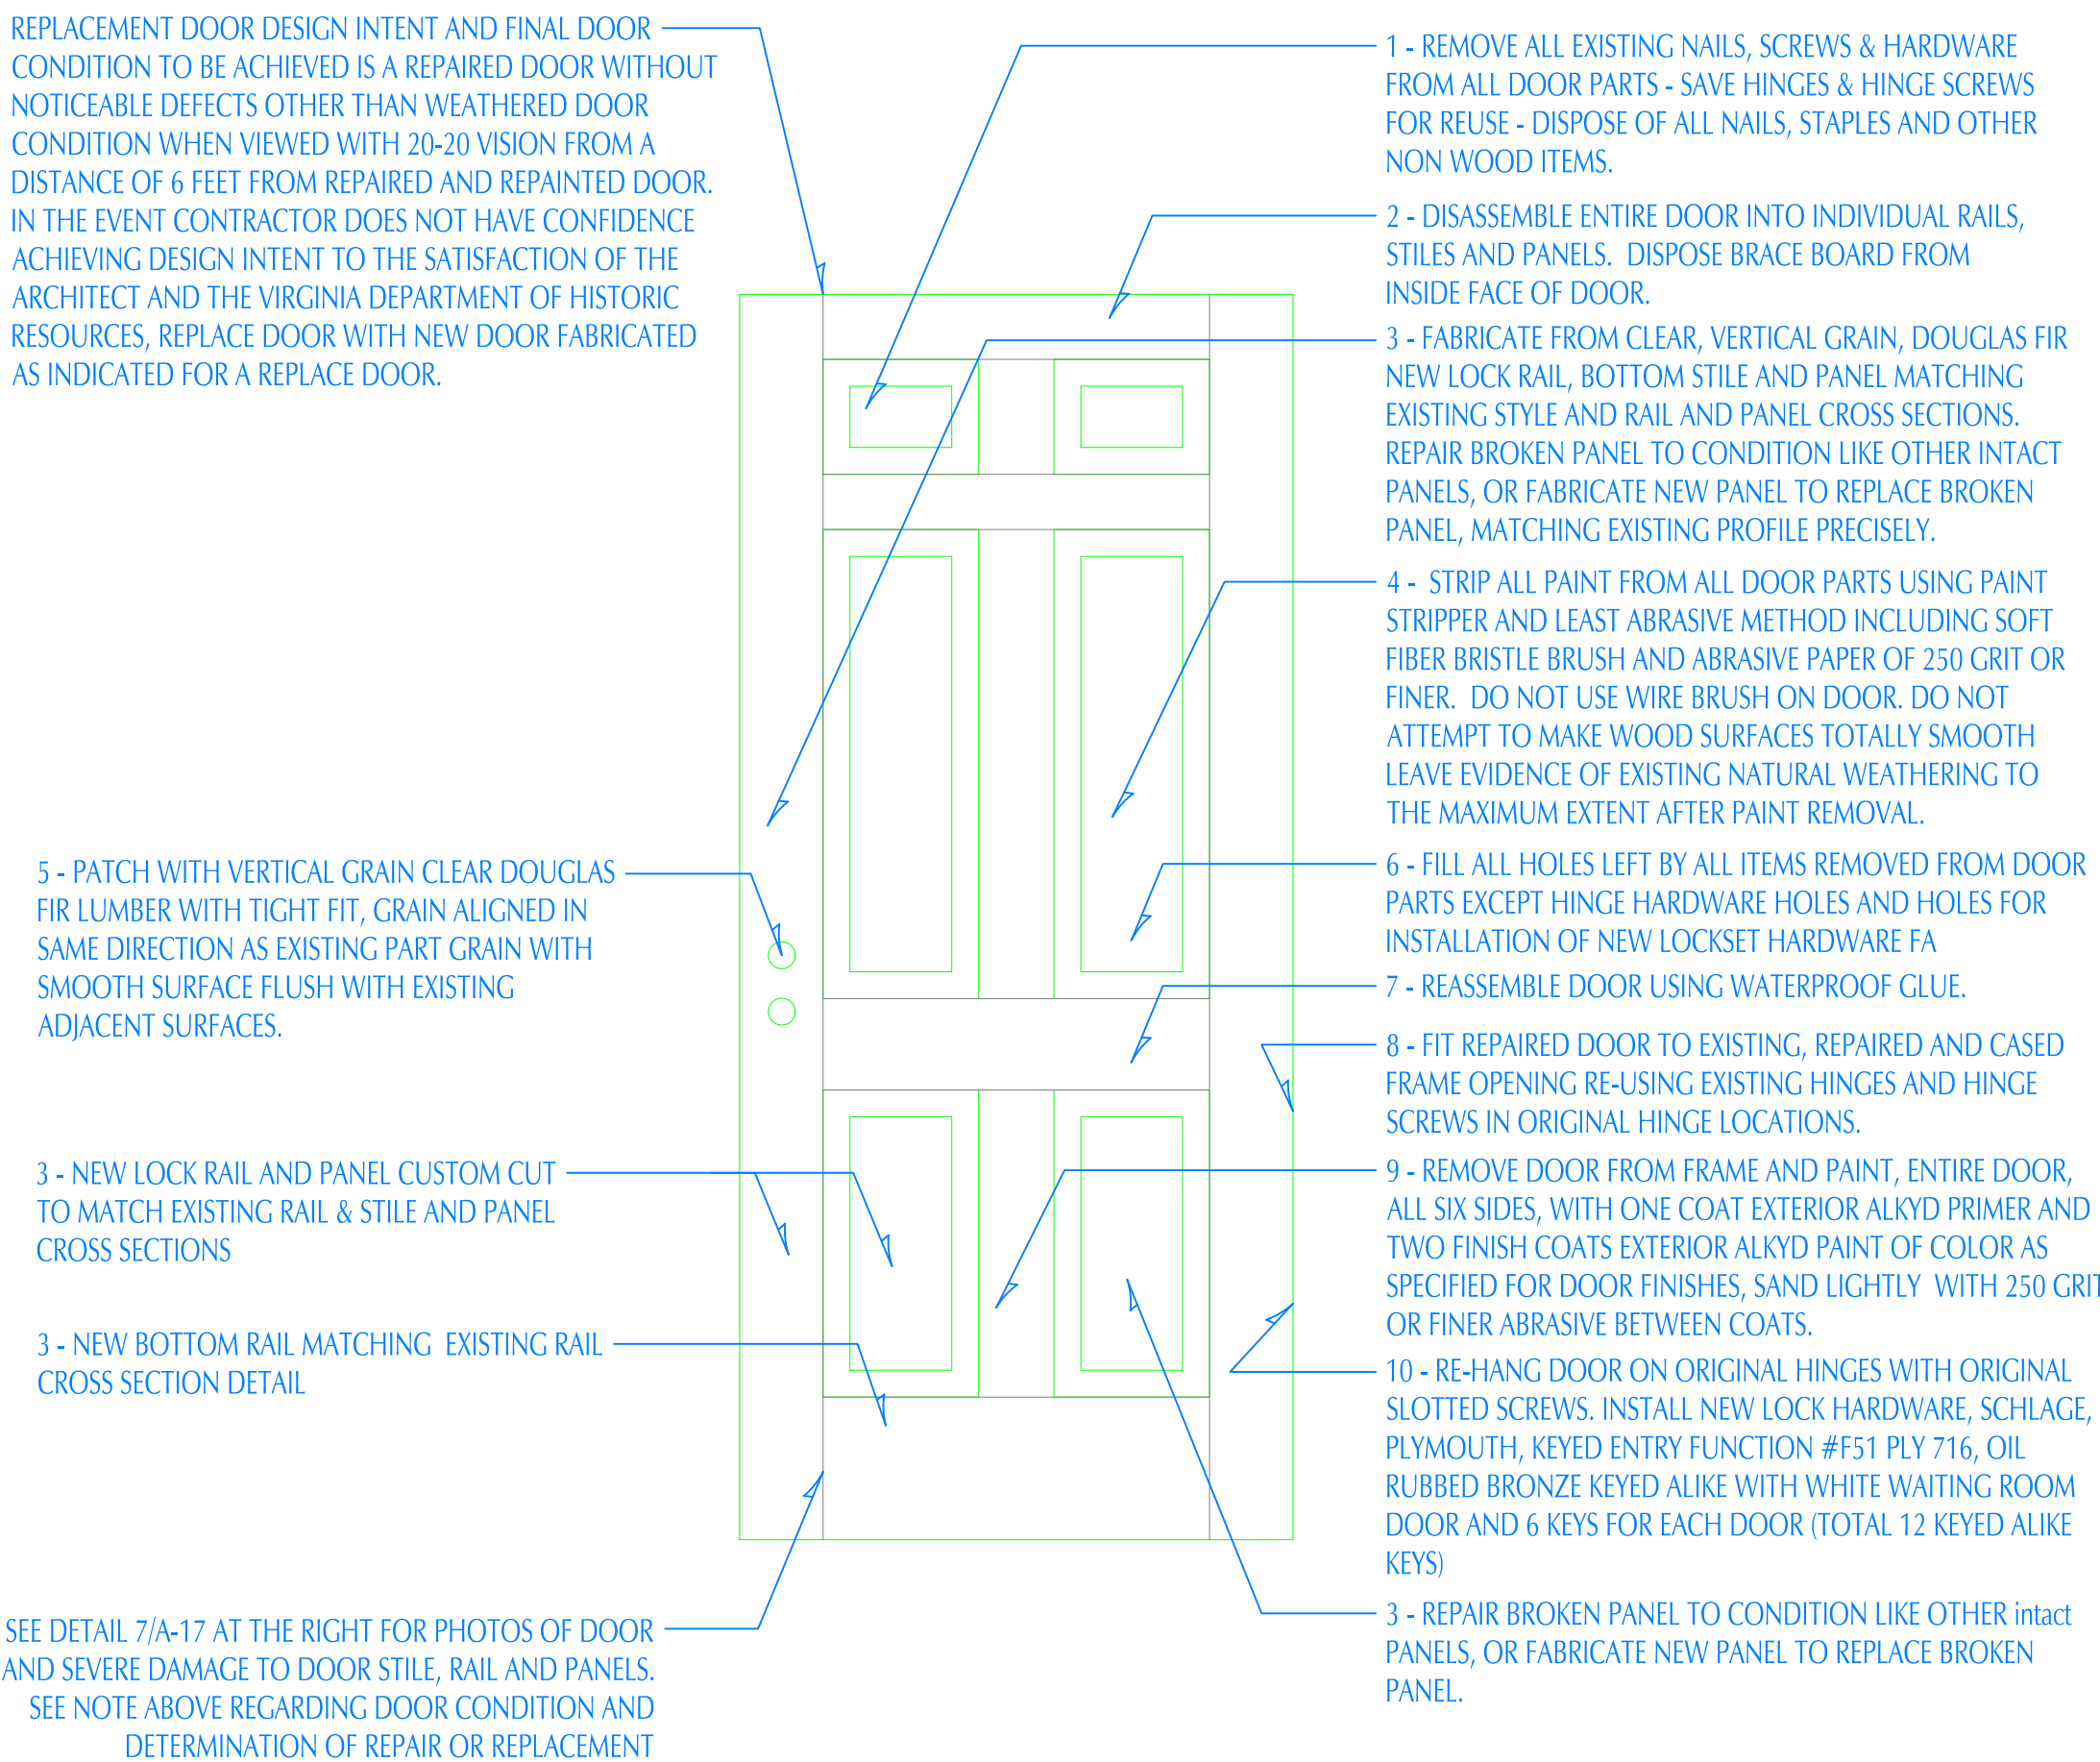 REPLACEMENT DOOR DESIGN INTENT AND FINAL DOOR
CONDITION TO BE ACHIEVED IS A REPAIRED DOOR WITHOUT
NOTICEABLE DEFECTS OTHER THAN WEATHERED DOOR
CONDITION WHEN VIEWED WITH 20-20 VISION FROM A
DISTANCE OF 6 FEET FROM REPAIRED AND REPAINTED DOOR.
IN THE EVENT CONTRACTOR DOES NOT HAVE CONFIDENCE
ACHIEVING DESIGN INTENT TO THE SATISFACTION OF THE
ARCHITECT AND THE VIRGINIA DEPARTMENT OF HISTORIC
RESOURCES, REPLACE DOOR WITH NEW DOOR FABRICATED
AS INDICATED FOR A REPLACE DOOR.
5 - PATCH WITH VERTICAL GRAIN CLEAR DOUGLAS
FIR LUMBER WITH TIGHT FIT, GRAIN ALIGNED IN
SAME DIRECTION AS EXISTING PART GRAIN WITH
SMOOTH SURFACE FLUSH WITH EXISTING
ADJACENT SURFACES.
3 - NEW LOCK RAIL AND PANEL CUSTOM CUT
TO MATCH EXISTING RAIL & STILE AND PANEL
CROSS SECTIONS
3 - NEW BOTTOM RAIL MATCHING  EXISTING RAIL
CROSS SECTION DETAIL
SEE DETAIL 7/A-17 AT THE RIGHT FOR PHOTOS OF DOOR
AND SEVERE DAMAGE TO DOOR STILE, RAIL AND PANELS.
SEE NOTE ABOVE REGARDING DOOR CONDITION AND
DETERMINATION OF REPAIR OR REPLACEMENT
1 - REMOVE ALL EXISTING NAILS, SCREWS & HARDWARE
FROM ALL DOOR PARTS - SAVE HINGES & HINGE SCREWS
FOR REUSE - DISPOSE OF ALL NAILS, STAPLES AND OTHER
NON WOOD ITEMS.
2 - DISASSEMBLE ENTIRE DOOR INTO INDIVIDUAL RAILS,
STILES AND PANELS.  DISPOSE BRACE BOARD FROM
INSIDE FACE OF DOOR.
3 - FABRICATE FROM CLEAR, VERTICAL GRAIN, DOUGLAS FIR
NEW LOCK RAIL, BOTTOM STILE AND PANEL MATCHING
EXISTING STYLE AND RAIL AND PANEL CROSS SECTIONS.
REPAIR BROKEN PANEL TO CONDITION LIKE OTHER INTACT
PANELS, OR FABRICATE NEW PANEL TO REPLACE BROKEN
PANEL, MATCHING EXISTING PROFILE PRECISELY.
4 -  STRIP ALL PAINT FROM ALL DOOR PARTS USING PAINT
STRIPPER AND LEAST ABRASIVE METHOD INCLUDING SOFT
FIBER BRISTLE BRUSH AND ABRASIVE PAPER OF 250 GRIT OR
FINER.  DO NOT USE WIRE BRUSH ON DOOR. DO NOT
ATTEMPT TO MAKE WOOD SURFACES TOTALLY SMOOTH
LEAVE EVIDENCE OF EXISTING NATURAL WEATHERING TO
THE MAXIMUM EXTENT AFTER PAINT REMOVAL.
6 - FILL ALL HOLES LEFT BY ALL ITEMS REMOVED FROM DOOR
PARTS EXCEPT HINGE HARDWARE HOLES AND HOLES FOR
INSTALLATION OF NEW LOCKSET HARDWARE FA
7 - REASSEMBLE DOOR USING WATERPROOF GLUE.
8 - FIT REPAIRED DOOR TO EXISTING, REPAIRED AND CASED
FRAME OPENING RE-USING EXISTING HINGES AND HINGE
SCREWS IN ORIGINAL HINGE LOCATIONS.
9 - REMOVE DOOR FROM FRAME AND PAINT, ENTIRE DOOR,
ALL SIX SIDES, WITH ONE COAT EXTERIOR ALKYD PRIMER AND
TWO FINISH COATS EXTERIOR ALKYD PAINT OF COLOR AS
SPECIFIED FOR DOOR FINISHES, SAND LIGHTLY  WITH 250 GRIT
OR FINER ABRASIVE BETWEEN COATS.
10 - RE-HANG DOOR ON ORIGINAL HINGES WITH ORIGINAL
SLOTTED SCREWS. INSTALL NEW LOCK HARDWARE, SCHLAGE,
PLYMOUTH, KEYED ENTRY FUNCTION #F51 PLY 716, OIL
RUBBED BRONZE KEYED ALIKE WITH WHITE WAITING ROOM
DOOR AND 6 KEYS FOR EACH DOOR (TOTAL 12 KEYED ALIKE
KEYS)
3 - REPAIR BROKEN PANEL TO CONDITION LIKE OTHER intact
PANELS, OR FABRICATE NEW PANEL TO REPLACE BROKEN
PANEL.